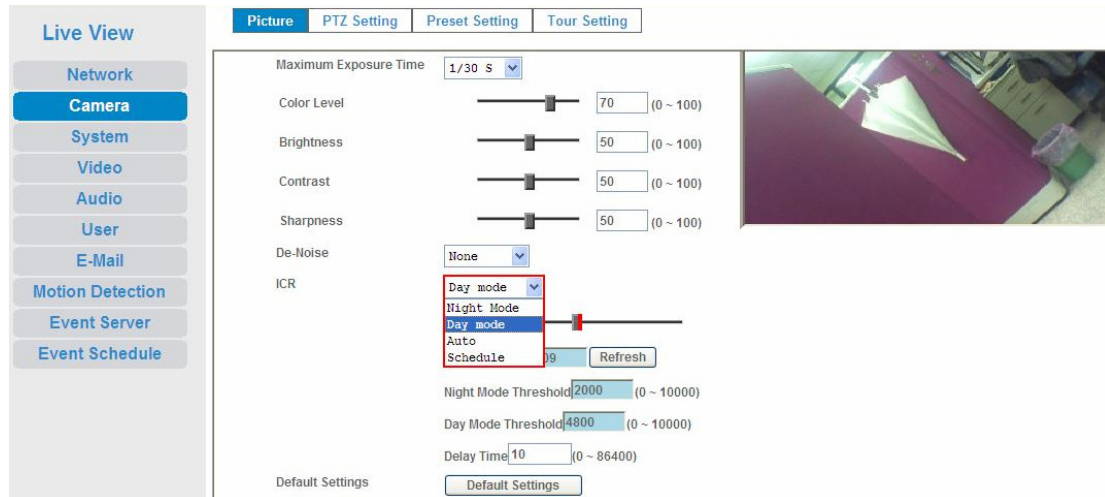 Live View
Network
Camera
System
Video
Audio
User
E-Mail
Motion Detection
Event Server
Event Schedule
Picture PTZ Setting Preset Setting Tour Setting
Maximum Exposure Time 1/30 S
Color Level 70 (0 ~ 100)
Brightness 50 (0 ~ 100)
Contrast 50 (0 ~ 100)
Sharpness 50 (0 ~ 100)
De-Noise None
ICR Day mode
Night Mode
Day mode
Auto
Schedule Refresh
Night Mode Threshold 2000 (0 ~ 10000)
Day Mode Threshold 4800 (0 ~ 10000)
Delay Time 10 (0 ~ 86400)
Default Settings Default Settings